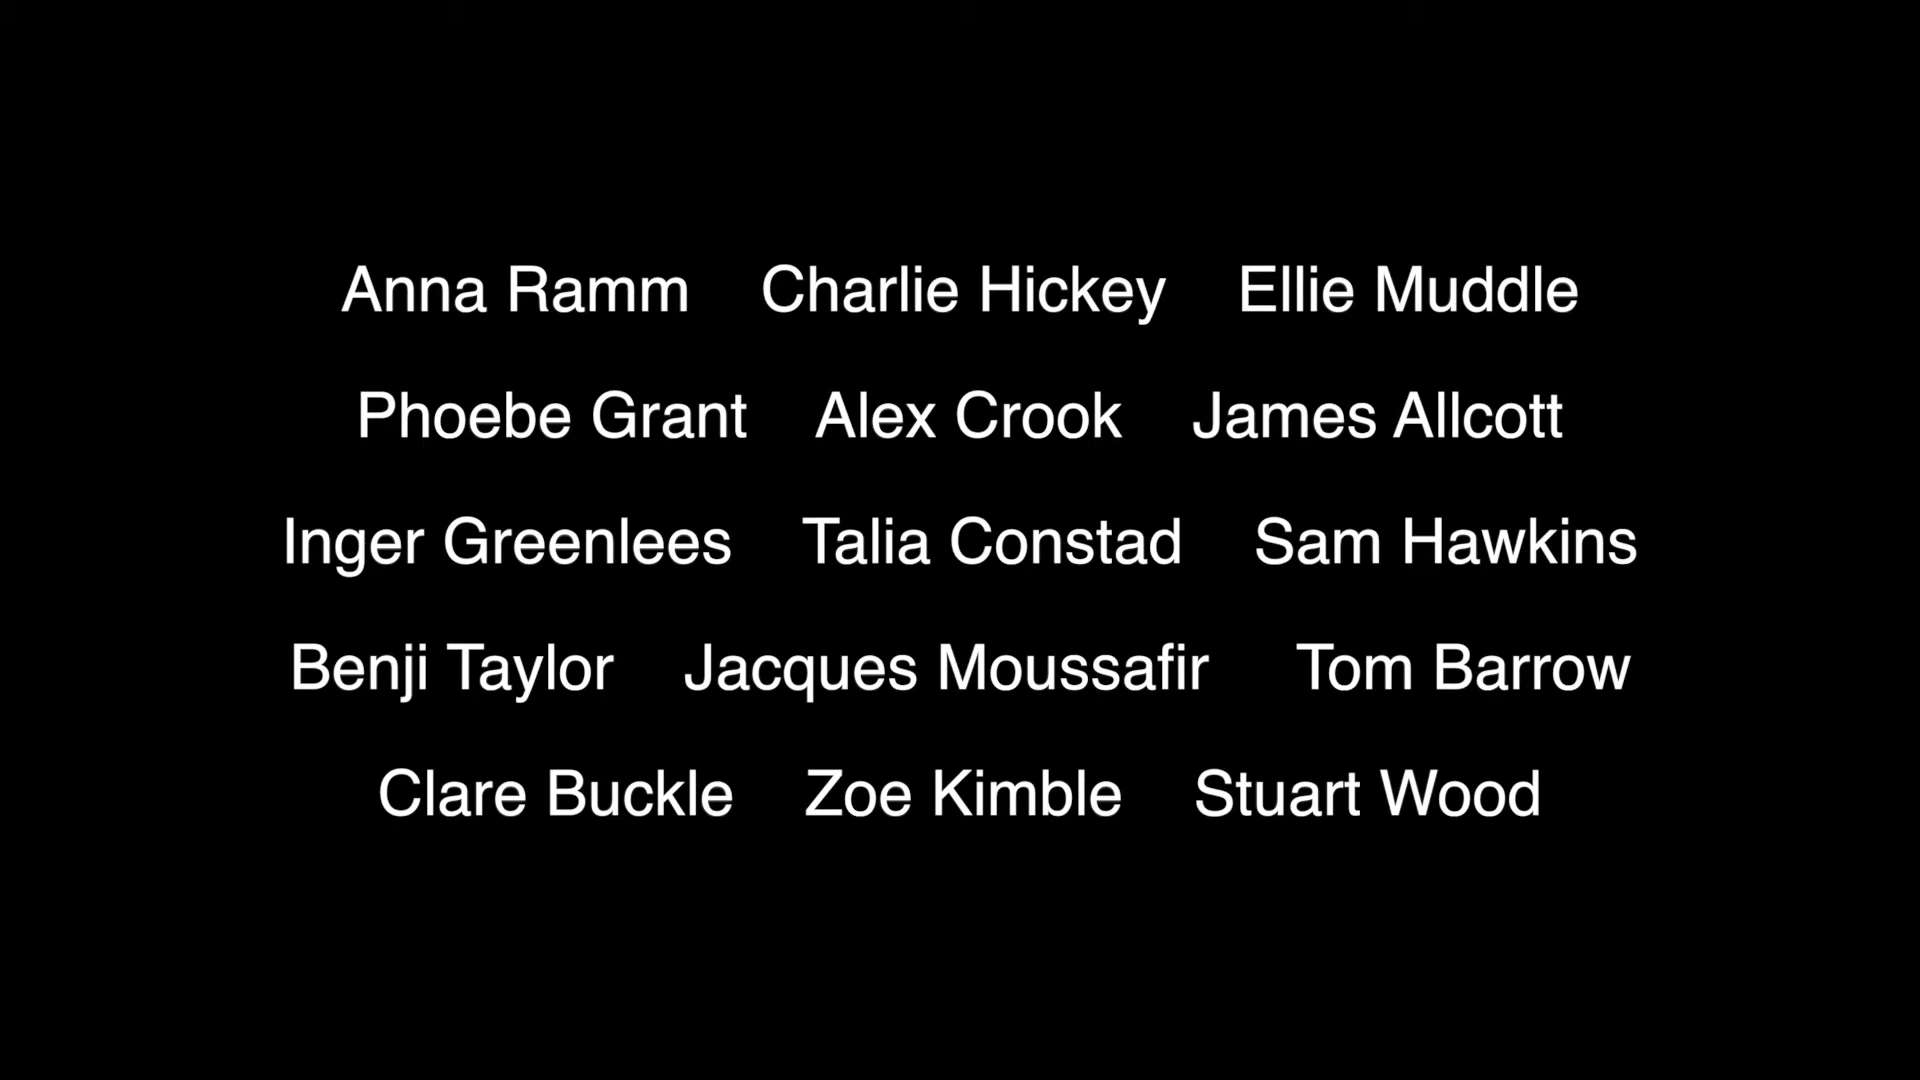 Anna Ramm Charlie Hickey Ellie Muddle
Phoebe Grant Alex Crook James Allcott
Inger Greenlees Talia Constad Sam Hawkins
Benji Taylor Jacques Moussafir Tom Barrow
Clare Buckle Zoe Kimble Stuart Wood